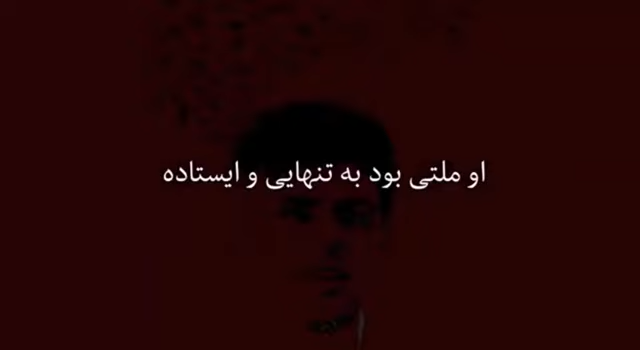 او ملتی بود به تنهایی و ایستاده